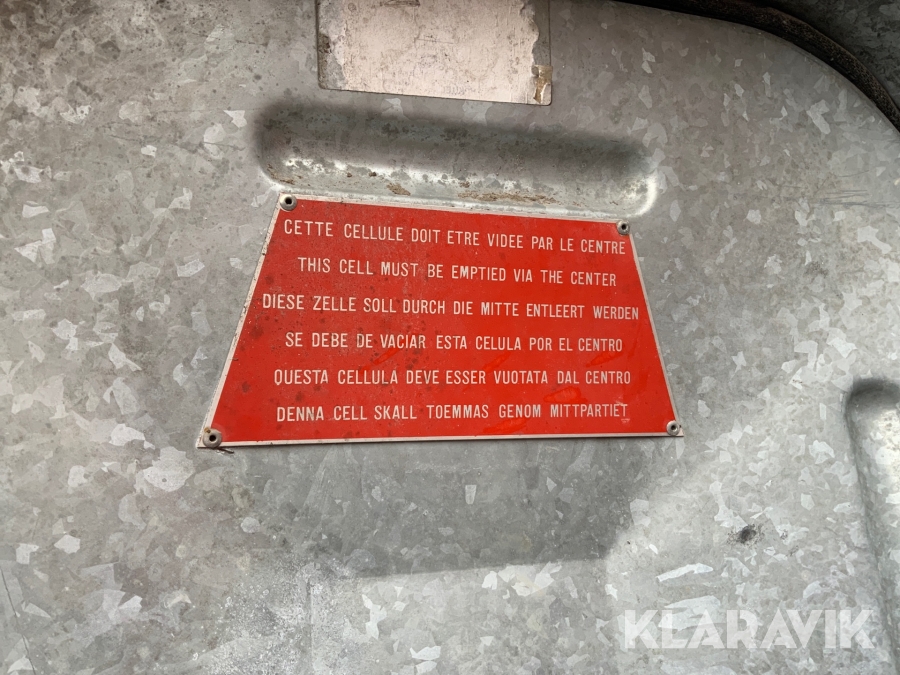 CETTE CELLULE DOIT ETRE VIDEE PAR LE CENTRE
THIS CELL MUST BE EMPTIED VIA THE CENTER
DIESE ZELLE SOLL DURCH DIE MITTE ENTLEERT WERDEN
SE DEBE DE VACIAR ESTA CELULA POR EL CENTRO
QUESTA CELLULA DEVE ESSER VUOTATA DAL CENTRO
DENNA CELL SKALL TOEMMAS GENOM MITTPARTIET
KLARAVIK